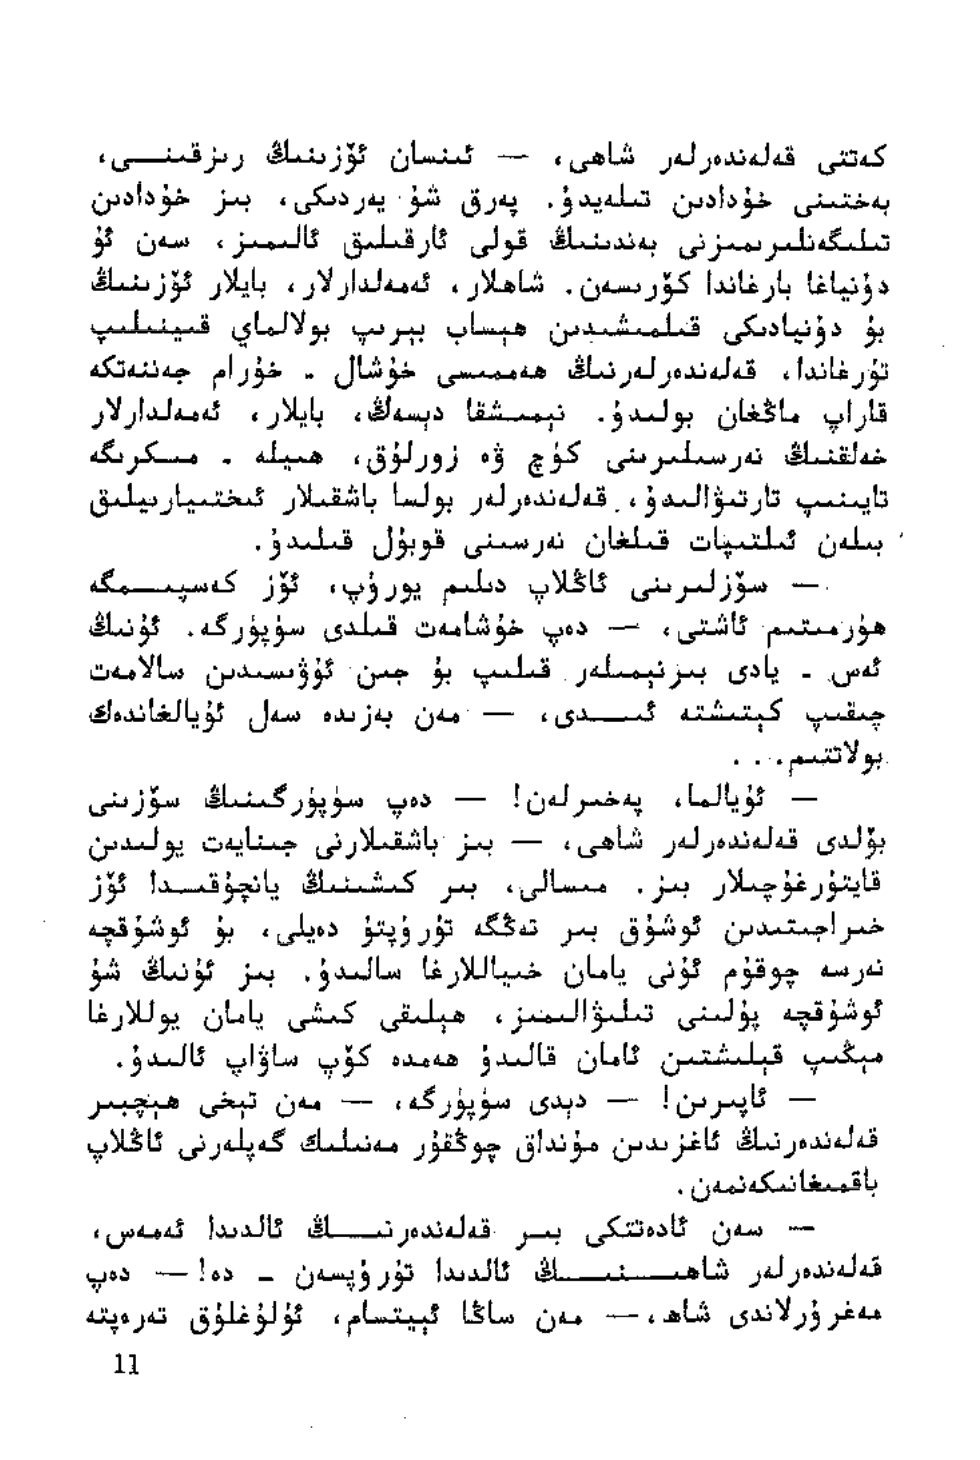 كەتتى قەلەندەرلەر شاھى، — ئىنسان ئۆزىنىڭ رىزقىنى،
بەختىنى خۇدادىن تىلەيدۇ. پەرق شۇ يەردىكى، بىز خۇدادىن
تىلىگەنلىرىمىزنى بەندىنىڭ قولى ئارقىلىق ئالىمىز، سەن ئۇ
دۇنياغا بارغاندا كۆرىسەن. شاھلار، ئەمەلدارلار، بايلار ئۆزىنىڭ
بۇ دۇنيادىكى قىلمىشىدىن ھېساب بېرىپ بولالماي قىينىلىپ
تۇرغاندا، قەلەندەرلەرنىڭ ھەممىسى خۇشال - خۇرام جەننەتكە
قاراپ ماڭغان بولىدۇ. نېمىشقا دېسەڭ، بايلار، ئەمەلدارلار
خەلقنىڭ نەرسىلىرىنى كۈچ ۋە زورلۇق، ھىيلە - مىكرىگە
تايىنىپ تارتىۋالىدۇ، قەلەندەرلەر بولسا باشقىلار ئىختىيارىيلىق
بىلەن ئىلتىپات قىلغان نەرسىنى قوبۇل قىلىدۇ.
— سۆزلىرىنى ئاڭلاپ دىلىم يورۇپ، ئۆز كەسپىمگە
ھۆرمىتىم ئاشتى، — دەپ خۇشامەت قىلدى سۇپۇرگە. ئۇنىڭ
ئەس - يادى بىرنېمىلەر قىلىپ بۇ جىن ئۇۋىسىدىن سالامەت
چىقىپ كېتىشتە ئىدى، — مەن بەزىدە سەل ئۇيالغاندەك
بولاتتىم...
— ئۇيالما، پەخىرلەن! — دەپ سۇپۇرگىنىڭ سۆزىنى
بۆلدى قەلەندەرلەر شاھى، — بىز باشقىلارنى جىنايەت يولىدىن
قايتۇرغۇچىلار بىز. مىسالى، بىر كىشىنىڭ يانچۇقىدا ئۆز
خىراجىتىدىن ئوشۇق بىر تەڭگە تۇرۇپتۇ دەيلى، بۇ ئوشۇقچە
نەرسە چوقۇم ئۇنى يامان خىياللارغا سالىدۇ. بىز ئۇنىڭ شۇ
ئوشۇقچە پۇلىنى تىلىۋالىمىز، ھېلىقى كىشى يامان يوللارغا
مېڭىپ قېلىشتىن ئامان قالىدۇ ھەمدە كۆپ ساۋاپ ئالىدۇ.
— ئاپىرىن! — دېدى سۇپۇرگە، — مەن تېخى ھېچبىر
قەلەندەرنىڭ ئاغزىدىن مۇنداق چوڭقۇر مەنىلىك گەپلەرنى ئاڭلاپ
باقمىغانىكەنمەن.
— سەن ئادەتتىكى بىر قەلەندەرنىڭ ئالدىدا ئەمەس،
قەلەندەرلەر شاھىنىڭ ئالدىدا تۇرۇپسەن - دە! — دەپ
مەغرۇرلاندى شاھ، — مەن ساڭا ئېيتسام، ئۇلۇغلۇق تەرەپتە
11